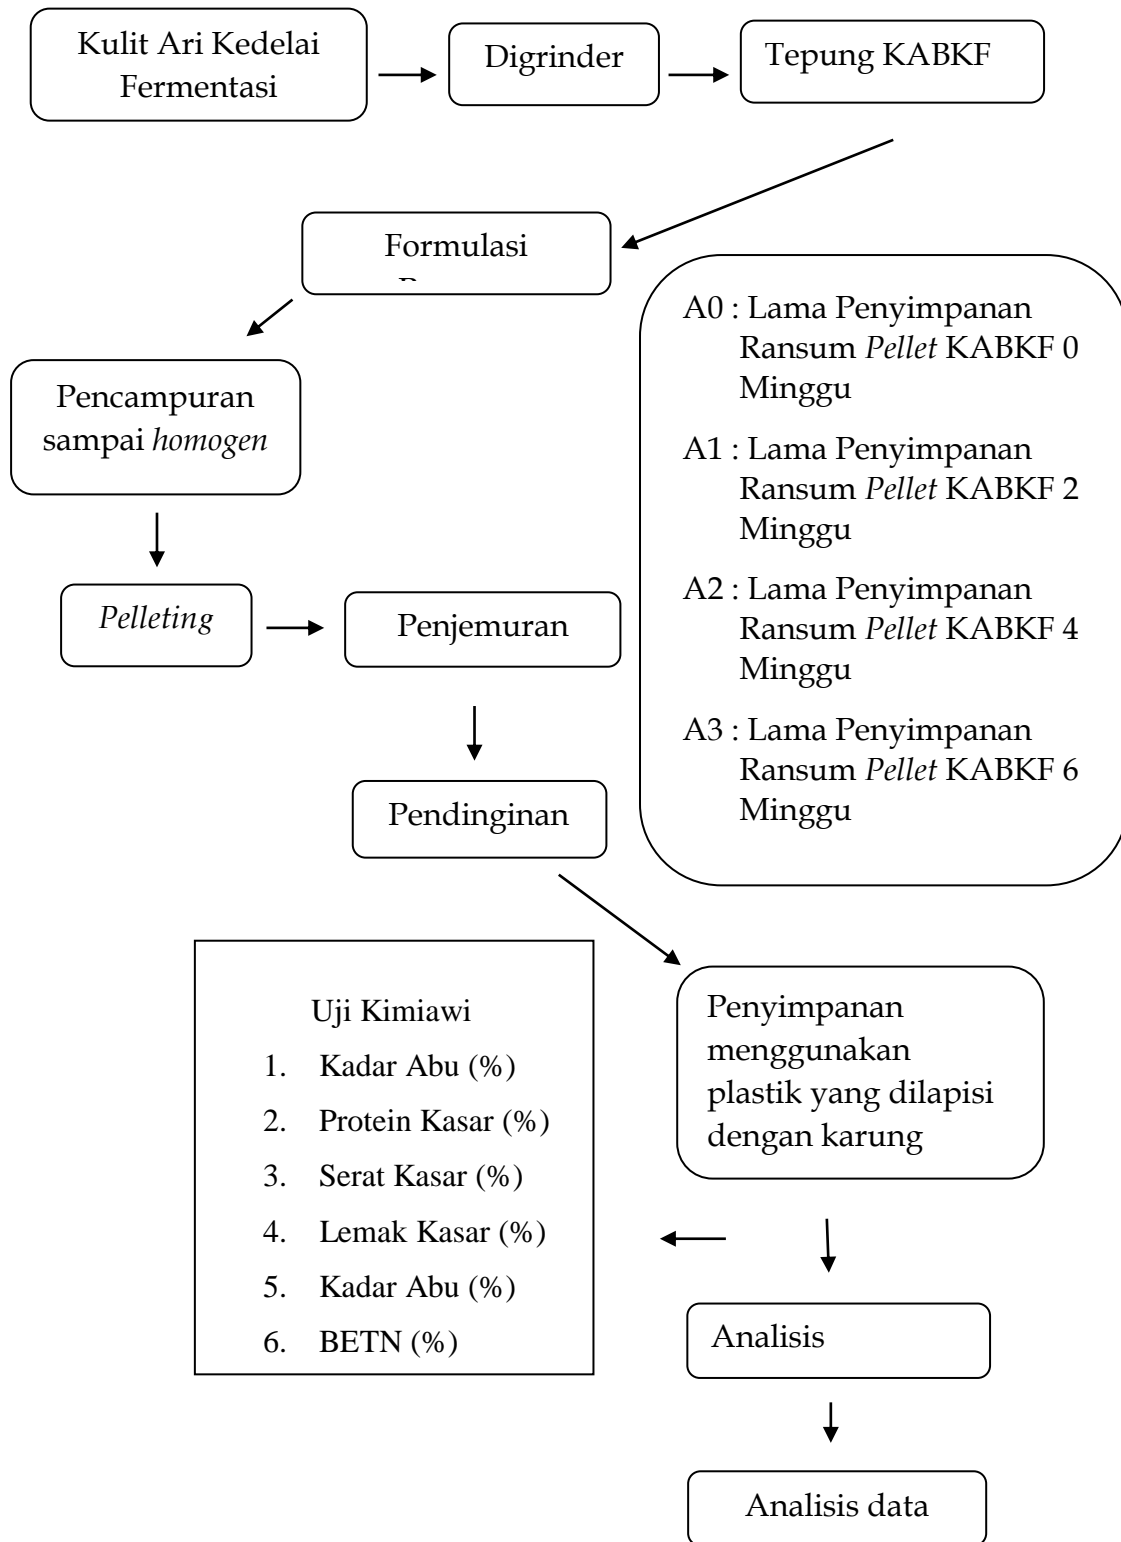 Kulit Ari Kedelai
Fermentasi
Digrinder
Tepung KABKF
Formulasi
A0 : Lama Penyimpanan
Ransum Pellet KABKF 0
Minggu
A1 : Lama Penyimpanan
Ransum Pellet KABKF 2
Minggu
A2 : Lama Penyimpanan
Ransum Pellet KABKF 4
Minggu
A3 : Lama Penyimpanan
Ransum Pellet KABKF 6
Minggu
Pencampuran
sampai homogen
Pelleting
Penjemuran
Pendinginan
Penyimpanan
menggunakan
plastik yang dilapisi
dengan karung
Uji Kimiawi
1. Kadar Abu (%)
2. Protein Kasar (%)
3. Serat Kasar (%)
4. Lemak Kasar (%)
5. Kadar Abu (%)
6. BETN (%)
Analisis
Analisis data